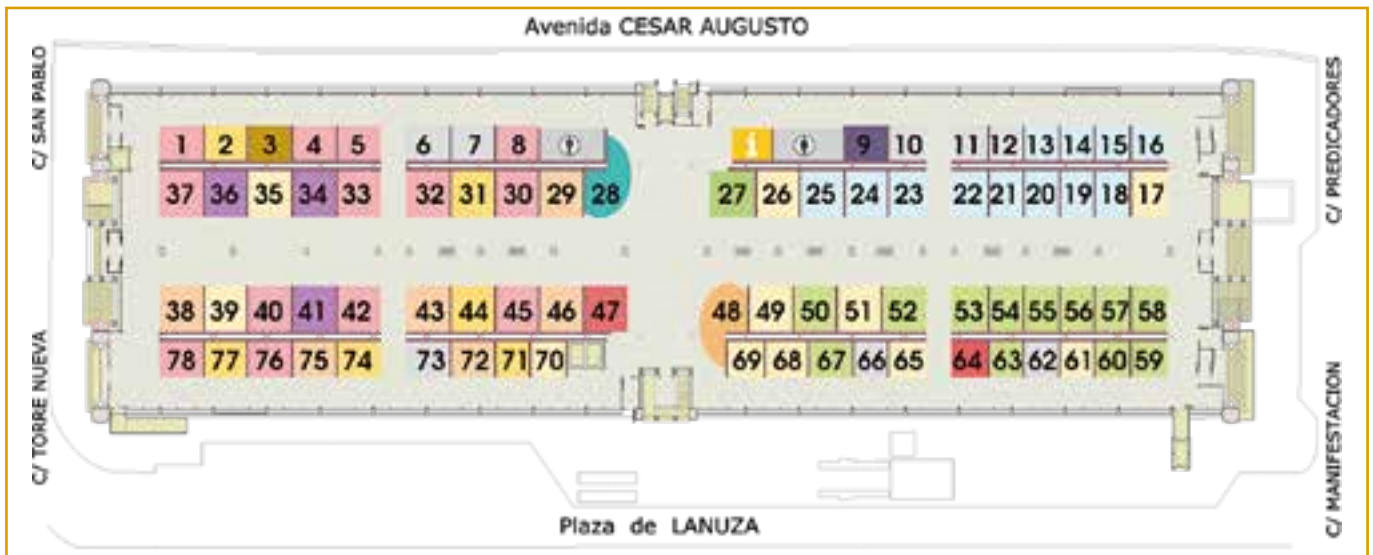 Avenida CESAR AUGUSTO
C/ SAN PABLO
C/ PREDICADORES
1 2 3 4 5 6 7 8 i 9 10 11 12 13 14 15 16
37 36 35 34 33 32 31 30 29 28 27 26 25 24 23 22 21 20 19 18 17
38 39 40 41 42 43 44 45 46 47 48 49 50 51 52 53 54 55 56 57 58
78 77 76 75 74 73 72 71 70 69 68 67 66 65 64 63 62 61 60 59
C/ TORRE NUEVA
C/ MANIFESTACION
Plaza de LANUZA